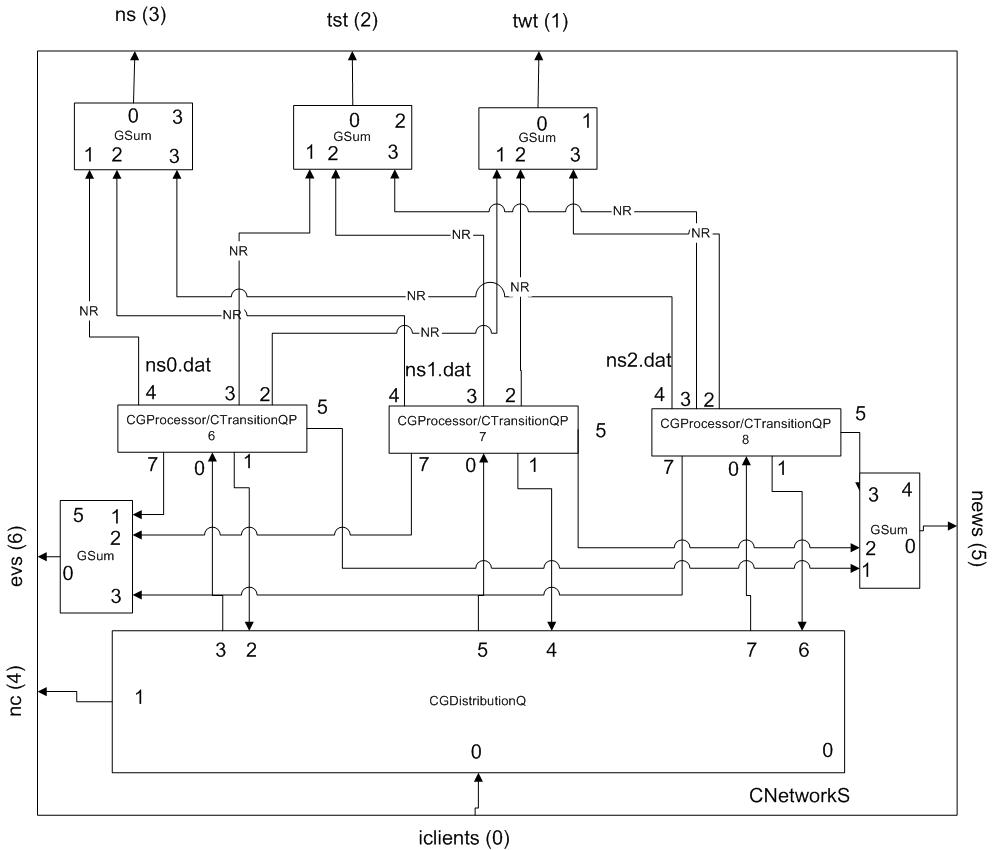 ns (3) tst (2) twt (1)
0 3 0 2 0 1
GSum GSum GSum
1 2 3 1 2 3 1 2 3
NR
NR NR NR
NR
NR NR
NR NR
NR
ns0.dat ns1.dat ns2.dat
4 3 2 5 4 3 2 5 4 3 2 5
CGProcessor/CTransitionQP CGProcessor/CTransitionQP CGProcessor/CTransitionQP
6 7 8
7 0 1 7 0 1 7 0 1
5 1 3 4
2 GSum
evs (6) GSum 2 0 news (5)
0 1
3
3 2 5 4 7 6
nc (4) 1 CGDistributionQ
0 0
CNetworkS
iclients (0)